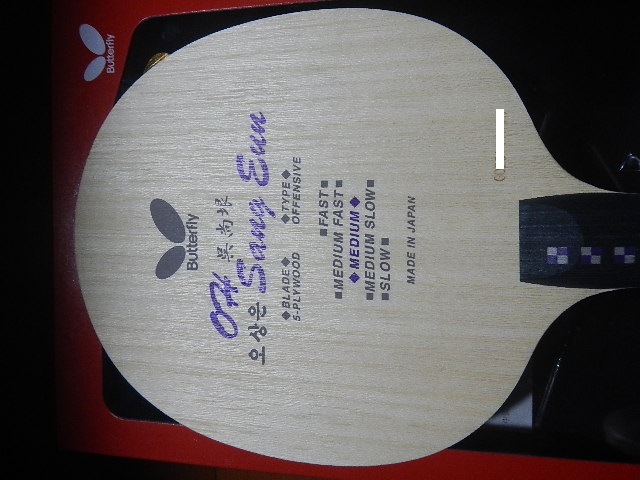 Butterfly
Butterfly
吳尚垠
OH Sang Eun
오상은
◆BLADE◆
5-PLYWOOD
◆TYPE◆
OFFENSIVE
■FAST■
■MEDIUM FAST■
◆MEDIUM◆
■MEDIUM SLOW■
■SLOW■
MADE IN JAPAN